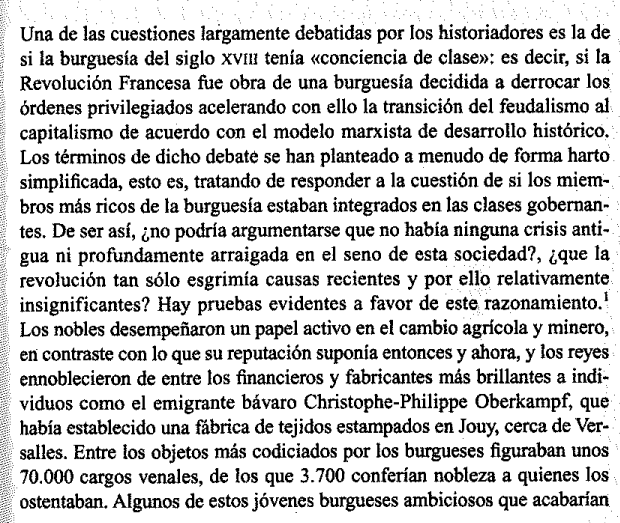 Una de las cuestiones largamente debatidas por los historiadores es la de
si la burguesía del siglo XVIII tenía «conciencia de clase»: es decir, si la
Revolución Francesa fue obra de una burguesía decidida a derrocar los
órdenes privilegiados acelerando con ello la transición del feudalismo al
capitalismo de acuerdo con el modelo marxista de desarrollo histórico.
Los términos de dicho debate se han planteado a menudo de forma harto
simplificada, esto es, tratando de responder a la cuestión de si los miem-
bros más ricos de la burguesía estaban integrados en las clases gobernan-
tes. De ser así, ¿no podría argumentarse que no había ninguna crisis anti-
gua ni profundamente arraigada en el seno de esta sociedad?, ¿que la
revolución tan sólo esgrimía causas recientes y por ello relativamente
insignificantes? Hay pruebas evidentes a favor de este razonamiento.¹
Los nobles desempeñaron un papel activo en el cambio agrícola y minero,
en contraste con lo que su reputación suponía entonces y ahora, y los reyes
ennoblecieron de entre los financieros y fabricantes más brillantes a indi-
viduos como el emigrante bávaro Christophe-Philippe Oberkampf, que
había establecido una fábrica de tejidos estampados en Jouy, cerca de Ver-
salles. Entre los objetos más codiciados por los burgueses figuraban unos
70.000 cargos venales, de los que 3.700 conferían nobleza a quienes los
ostentaban. Algunos de estos jóvenes burgueses ambiciosos que acabarían